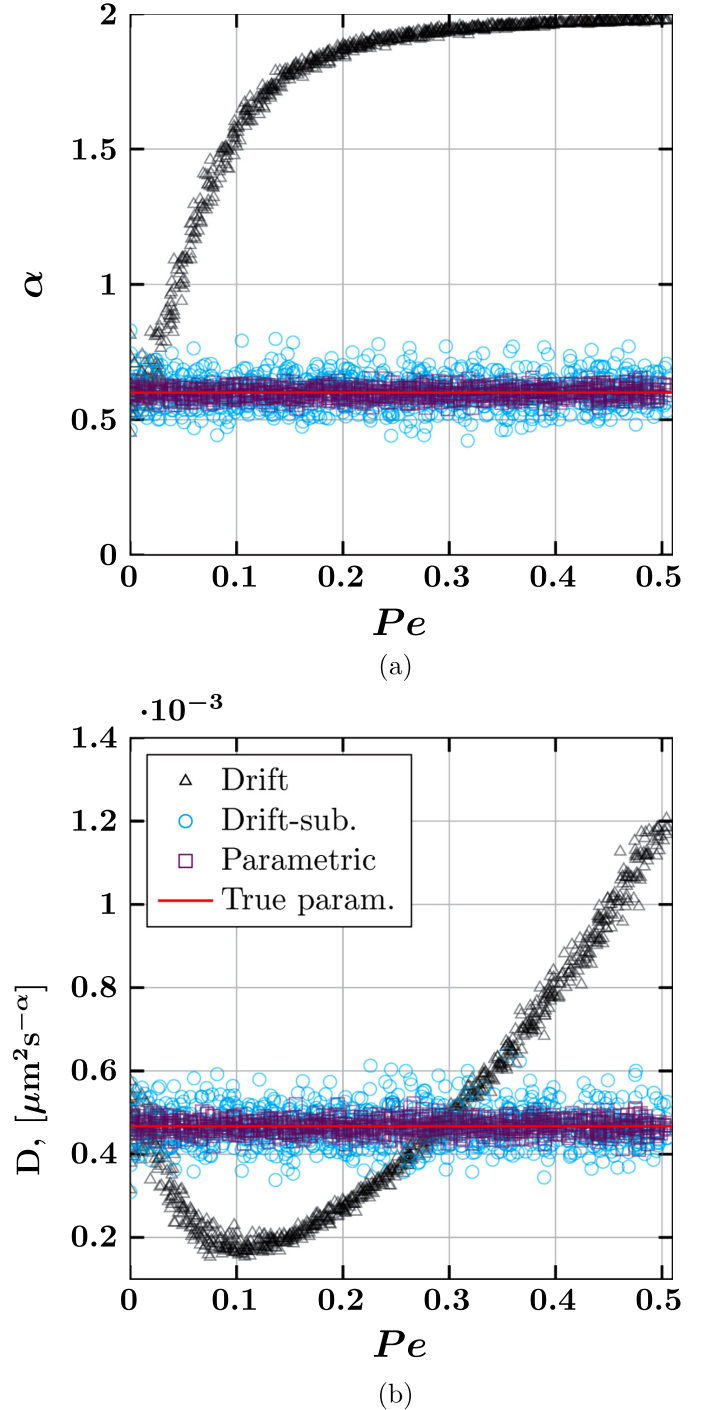 2
1.5
1
0.5
0
α
0 0.1 0.2 0.3 0.4 0.5
Pe
(a)
·10⁻³
1.4
1.2
1
0.8
0.6
0.4
0.2
D, [μm²s⁻ᵅ]
Drift
Drift-sub.
Parametric
True param.
0 0.1 0.2 0.3 0.4 0.5
Pe
(b)